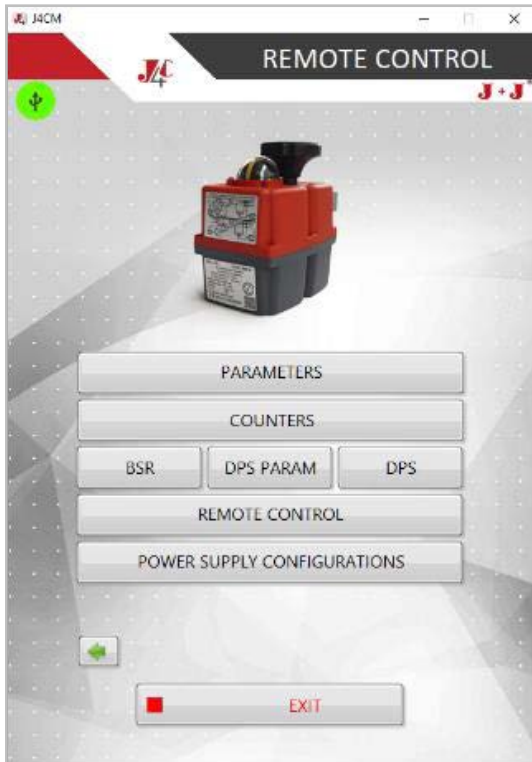 J4CM
REMOTE CONTROL
J4C
J+J
PARAMETERS
COUNTERS
BSR
DPS PARAM
DPS
REMOTE CONTROL
POWER SUPPLY CONFIGURATIONS
EXIT